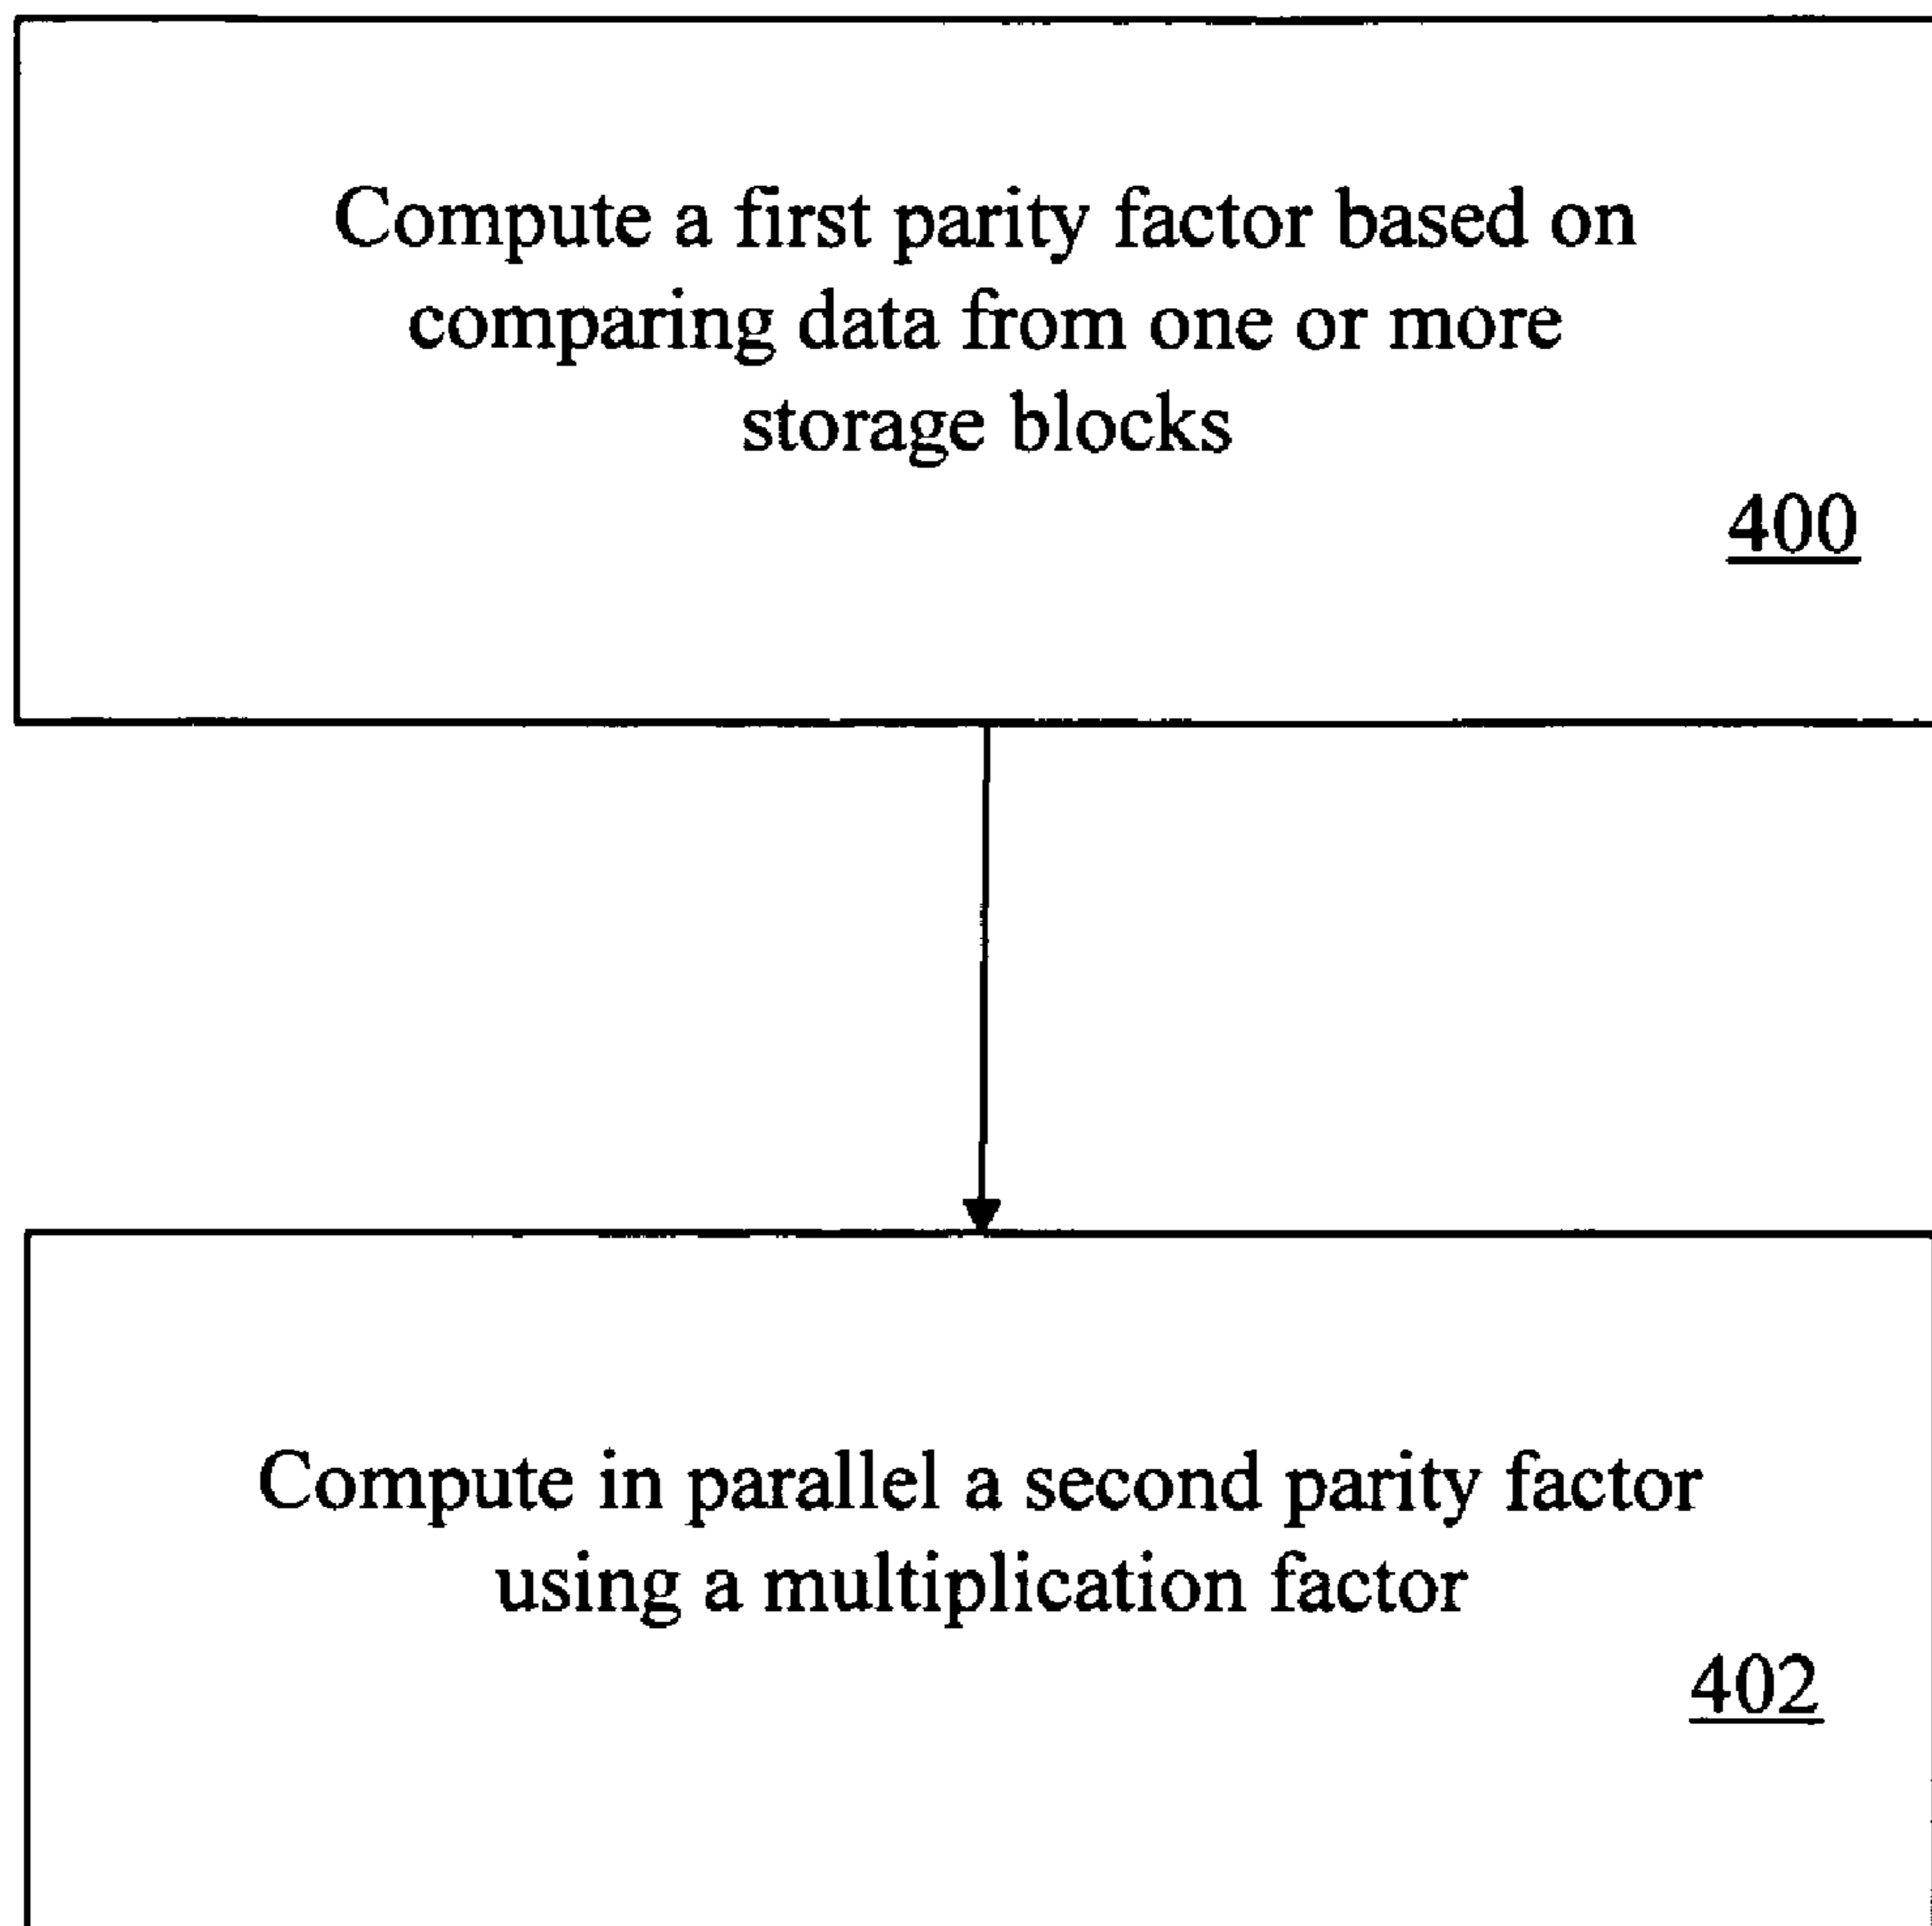 Compute a first parity factor based on
comparing data from one or more
storage blocks
400
Compute in parallel a second parity factor
using a multiplication factor
402